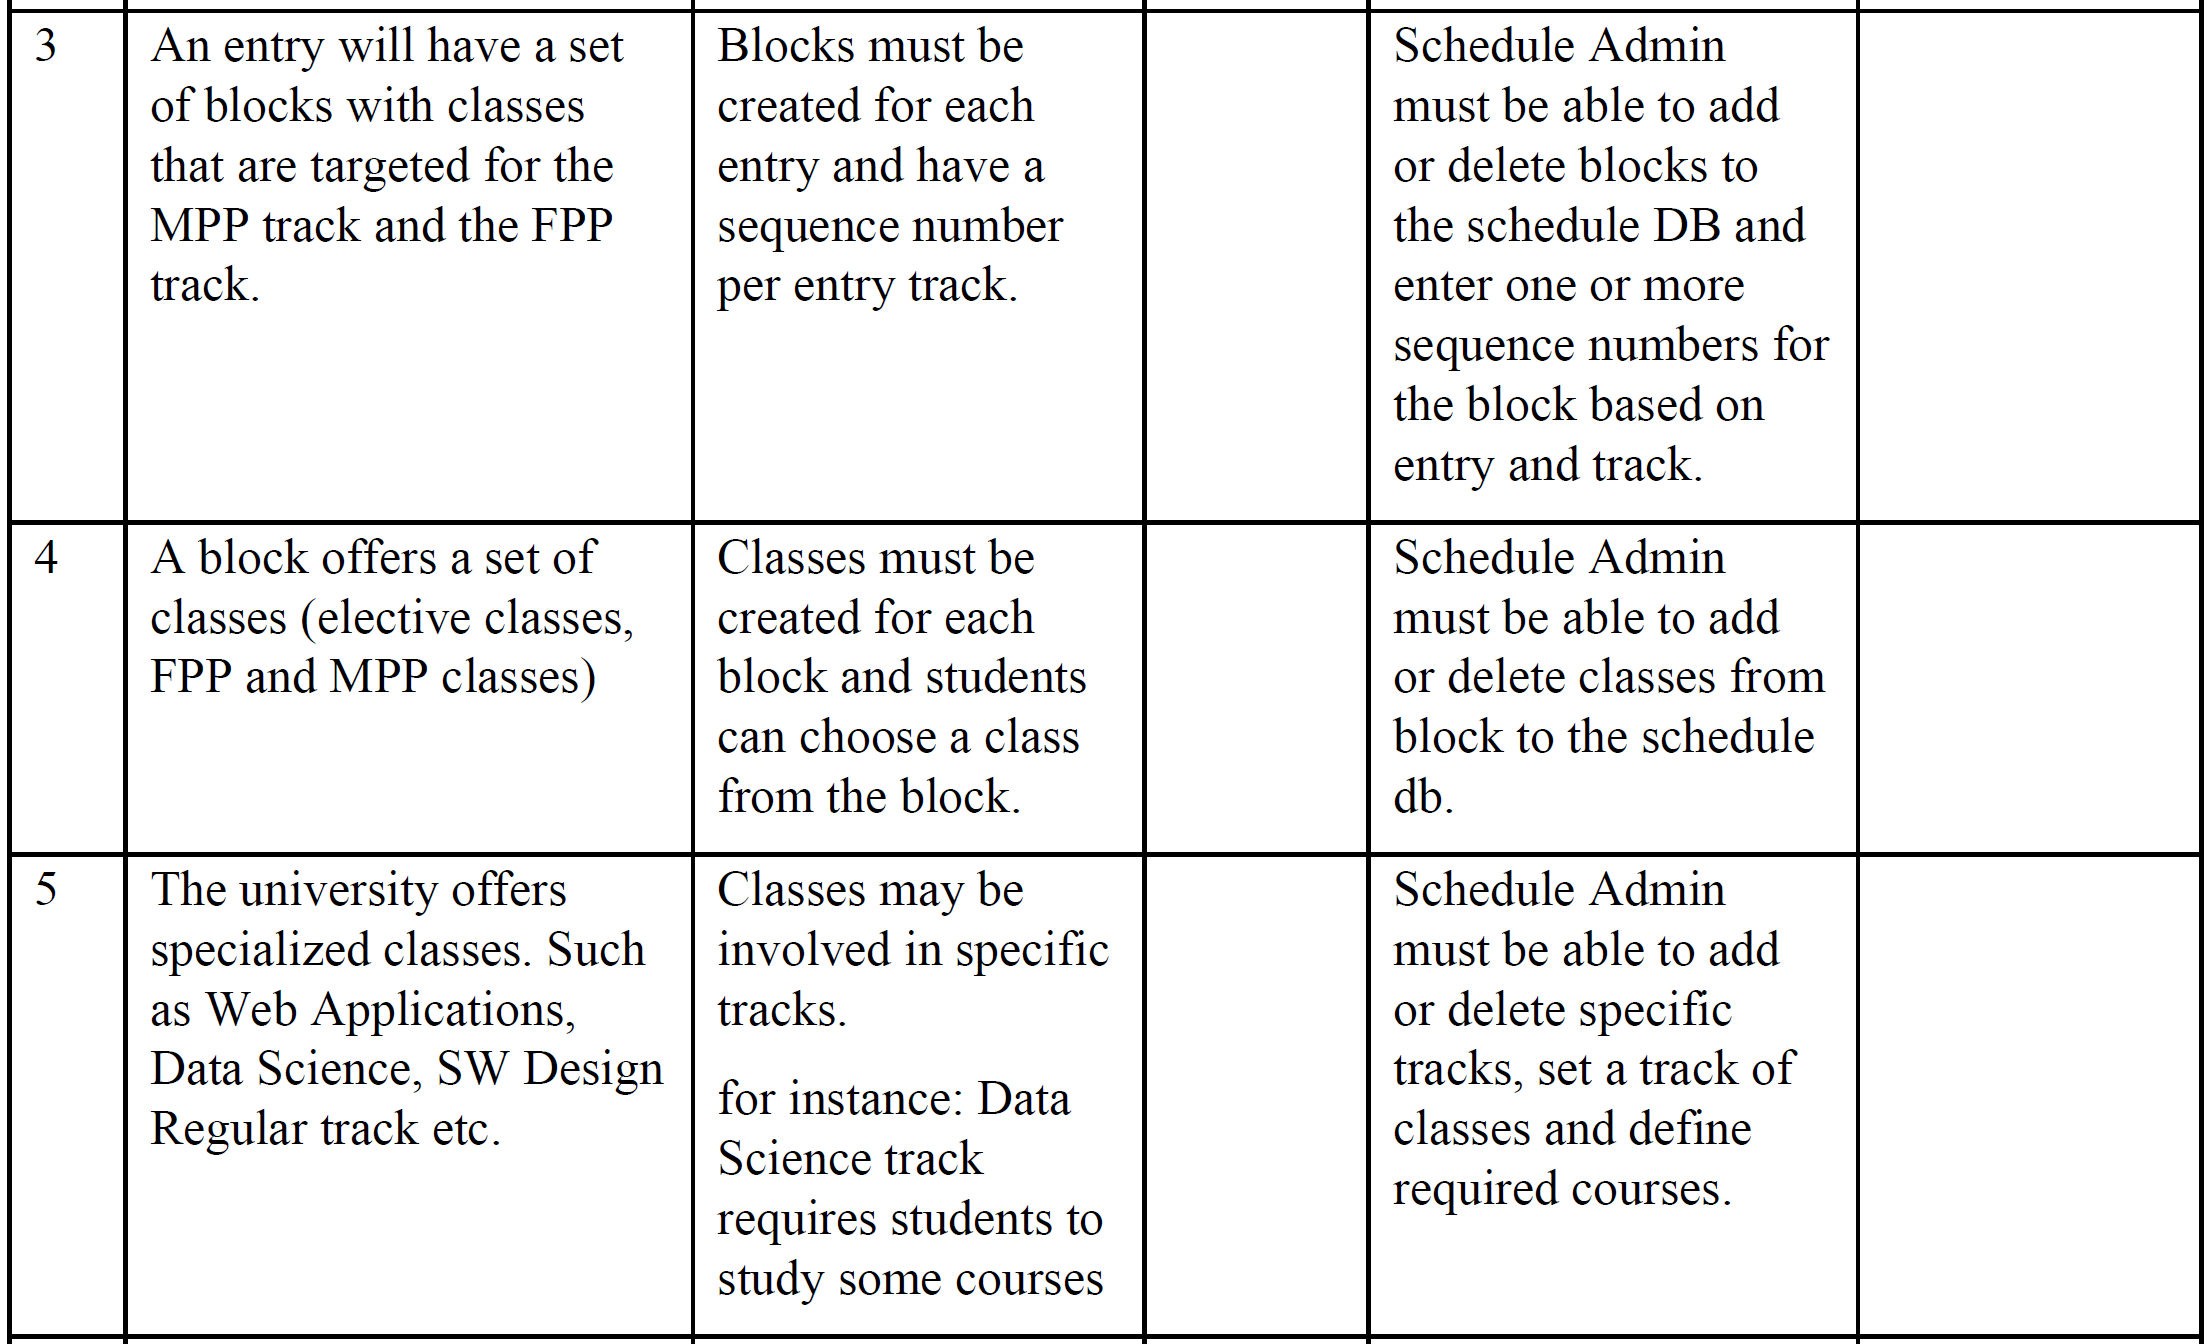 3
An entry will have a set
of blocks with classes
that are targeted for the
MPP track and the FPP
track.
Blocks must be
created for each
entry and have a
sequence number
per entry track.
Schedule Admin
must be able to add
or delete blocks to
the schedule DB and
enter one or more
sequence numbers for
the block based on
entry and track.
4
A block offers a set of
classes (elective classes,
FPP and MPP classes)
Classes must be
created for each
block and students
can choose a class
from the block.
Schedule Admin
must be able to add
or delete classes from
block to the schedule
db.
5
The university offers
specialized classes. Such
as Web Applications,
Data Science, SW Design
Regular track etc.
Classes may be
involved in specific
tracks.
for instance: Data
Science track
requires students to
study some courses
Schedule Admin
must be able to add
or delete specific
tracks, set a track of
classes and define
required courses.